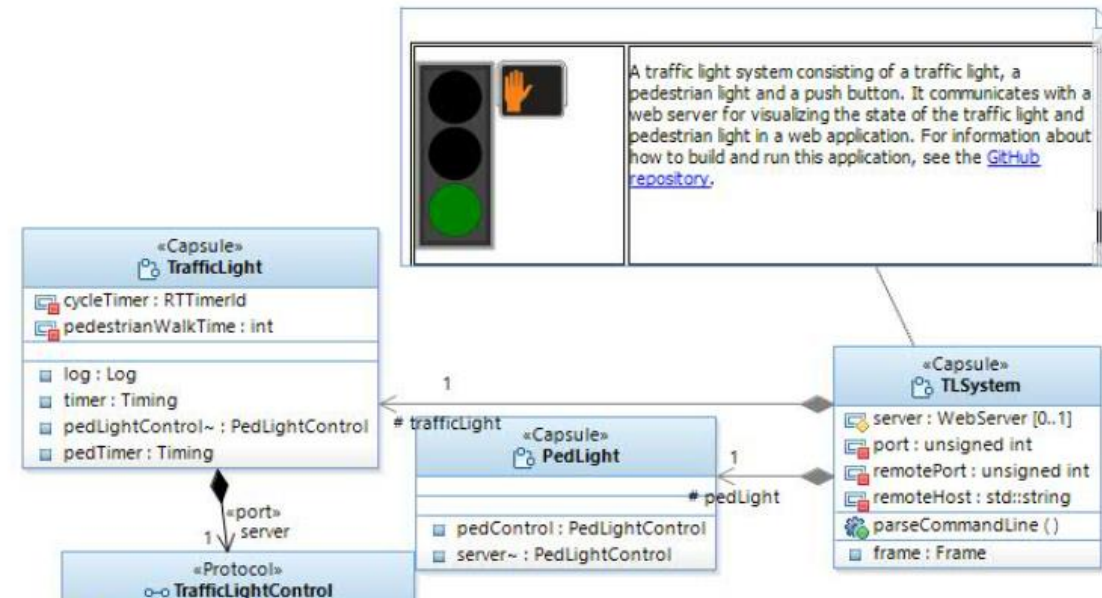 A traffic light system consisting of a traffic light, a
pedestrian light and a push button. It communicates with a
web server for visualizing the state of the traffic light and
pedestrian light in a web application. For information about
how to build and run this application, see the GitHub
repository.
«Capsule»
TrafficLight
cycleTimer : RTTimerId
pedestrianWalkTime : int
log : Log
timer : Timing
pedLightControl~ : PedLightControl
pedTimer : Timing
1
# trafficLight
«Capsule»
TLSystem
server : WebServer [0..1]
port : unsigned int
remotePort : unsigned int
remoteHost : std::string
parseCommandLine ( )
frame : Frame
«Capsule»
PedLight
pedControl : PedLightControl
server~ : PedLightControl
1
# pedLight
«port»
server
1
«Protocol»
TrafficLightControl